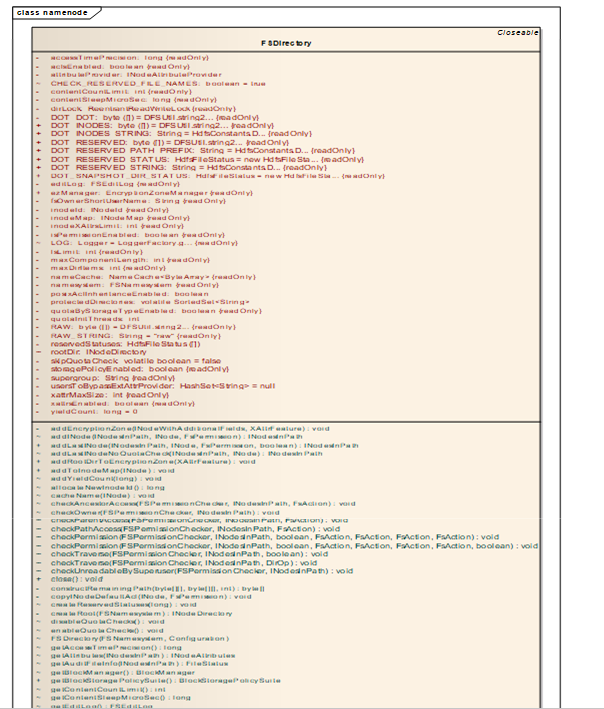 class namenode
Closeable
FSDirectory
- accessTimePrecision: long {readOnly}
- aclsEnabled: boolean {readOnly}
- attributeProvider: INodeAttributeProvider
~ CHECK_RESERVED_FILE_NAMES: boolean = true
- contentCountLimit: int {readOnly}
- contentSleepMicroSec: long {readOnly}
- dirLock: ReentrantReadWriteLock {readOnly}
- DOT_DOT: byte ([]) = DFSUtil.string2... {readOnly}
+ DOT_INODES: byte ([]) = DFSUtil.string2... {readOnly}
+ DOT_INODES_STRING: String = HdfsConstants.D... {readOnly}
+ DOT_RESERVED: byte ([]) = DFSUtil.string2... {readOnly}
+ DOT_RESERVED_PATH_PREFIX: String = HdfsConstants.D... {readOnly}
+ DOT_RESERVED_STATUS: HdfsFileStatus = new HdfsFileSta... {readOnly}
+ DOT_RESERVED_STRING: String = HdfsConstants.D... {readOnly}
+ DOT_SNAPSHOT_DIR_STATUS: HdfsFileStatus = new HdfsFileSta... {readOnly}
- editLog: FSEditLog {readOnly}
+ ezManager: EncryptionZoneManager {readOnly}
- fsOwnerShortUserName: String {readOnly}
- inodeId: INodeId {readOnly}
- inodeMap: INodeMap {readOnly}
- inodeXAttrsLimit: int {readOnly}
- isPermissionEnabled: boolean {readOnly}
~ LOG: Logger = LoggerFactory.g... {readOnly}
- lsLimit: int {readOnly}
- maxComponentLength: int {readOnly}
- maxDirItems: int {readOnly}
- nameCache: NameCache<ByteArray> {readOnly}
- namesystem: FSNamesystem {readOnly}
- posixAclInheritanceEnabled: boolean
- protectedDirectories: volatile SortedSet<String>
- quotaByStorageTypeEnabled: boolean {readOnly}
- quotaInitThreads: int
- RAW: byte ([]) = DFSUtil.string2... {readOnly}
- RAW_STRING: String = "raw" {readOnly}
- reservedStatuses: HdfsFileStatus ([])
~ rootDir: INodeDirectory
- skipQuotaCheck: volatile boolean = false
- storagePolicyEnabled: boolean {readOnly}
- supergroup: String {readOnly}
- usersToBypassExtAttrProvider: HashSet<String> = null
- xattrMaxSize: int {readOnly}
- xattrsEnabled: boolean {readOnly}
- yieldCount: long = 0
- addEncryptionZone(INodeWithAdditionalFields, XAttrFeature): void
~ addINode(INodesInPath, INode, FsPermission): INodesInPath
+ addLastINode(INodesInPath, INode, FsPermission, boolean): INodesInPath
~ addLastINodeNoQuotaCheck(INodesInPath, INode): INodesInPath
+ addRootDirToEncryptionZone(XAttrFeature): void
+ addToInodeMap(INode): void
~ addYieldCount(long): void
~ allocateNewInodeId(): long
~ cacheName(INode): void
~ checkAncestorAccess(FSPermissionChecker, INodesInPath, FsAction): void
~ checkOwner(FSPermissionChecker, INodesInPath): void
~ checkParentAccess(FSPermissionChecker, INodesInPath, FsAction): void
~ checkPathAccess(FSPermissionChecker, INodesInPath, FsAction): void
~ checkPermission(FSPermissionChecker, INodesInPath, boolean, FsAction, FsAction, FsAction, FsAction): void
~ checkPermission(FSPermissionChecker, INodesInPath, boolean, FsAction, FsAction, FsAction, FsAction, boolean): void
~ checkTraverse(FSPermissionChecker, INodesInPath, boolean): void
~ checkTraverse(FSPermissionChecker, INodesInPath, DirOp): void
~ checkUnreadableBySuperuser(FSPermissionChecker, INodesInPath): void
+ close(): void
- constructRemainingPath(byte[][], byte[][], int): byte[][]
~ copyINodeDefaultAcl(INode, FsPermission): void
~ createReservedStatuses(long): void
- createRoot(FSNamesystem): INodeDirectory
~ disableQuotaChecks(): void
~ enableQuotaChecks(): void
~ FSDirectory(FSNamesystem, Configuration)
~ getAccessTimePrecision(): long
~ getAttributes(INodesInPath): INodeAttributes
~ getAuditFileInfo(INodesInPath): FileStatus
~ getBlockManager(): BlockManager
+ getBlockStoragePolicySuite(): BlockStoragePolicySuite
~ getContentCountLimit(): int
~ getContentSleepMicroSec(): long
~ getEditLog(): FSEditLog